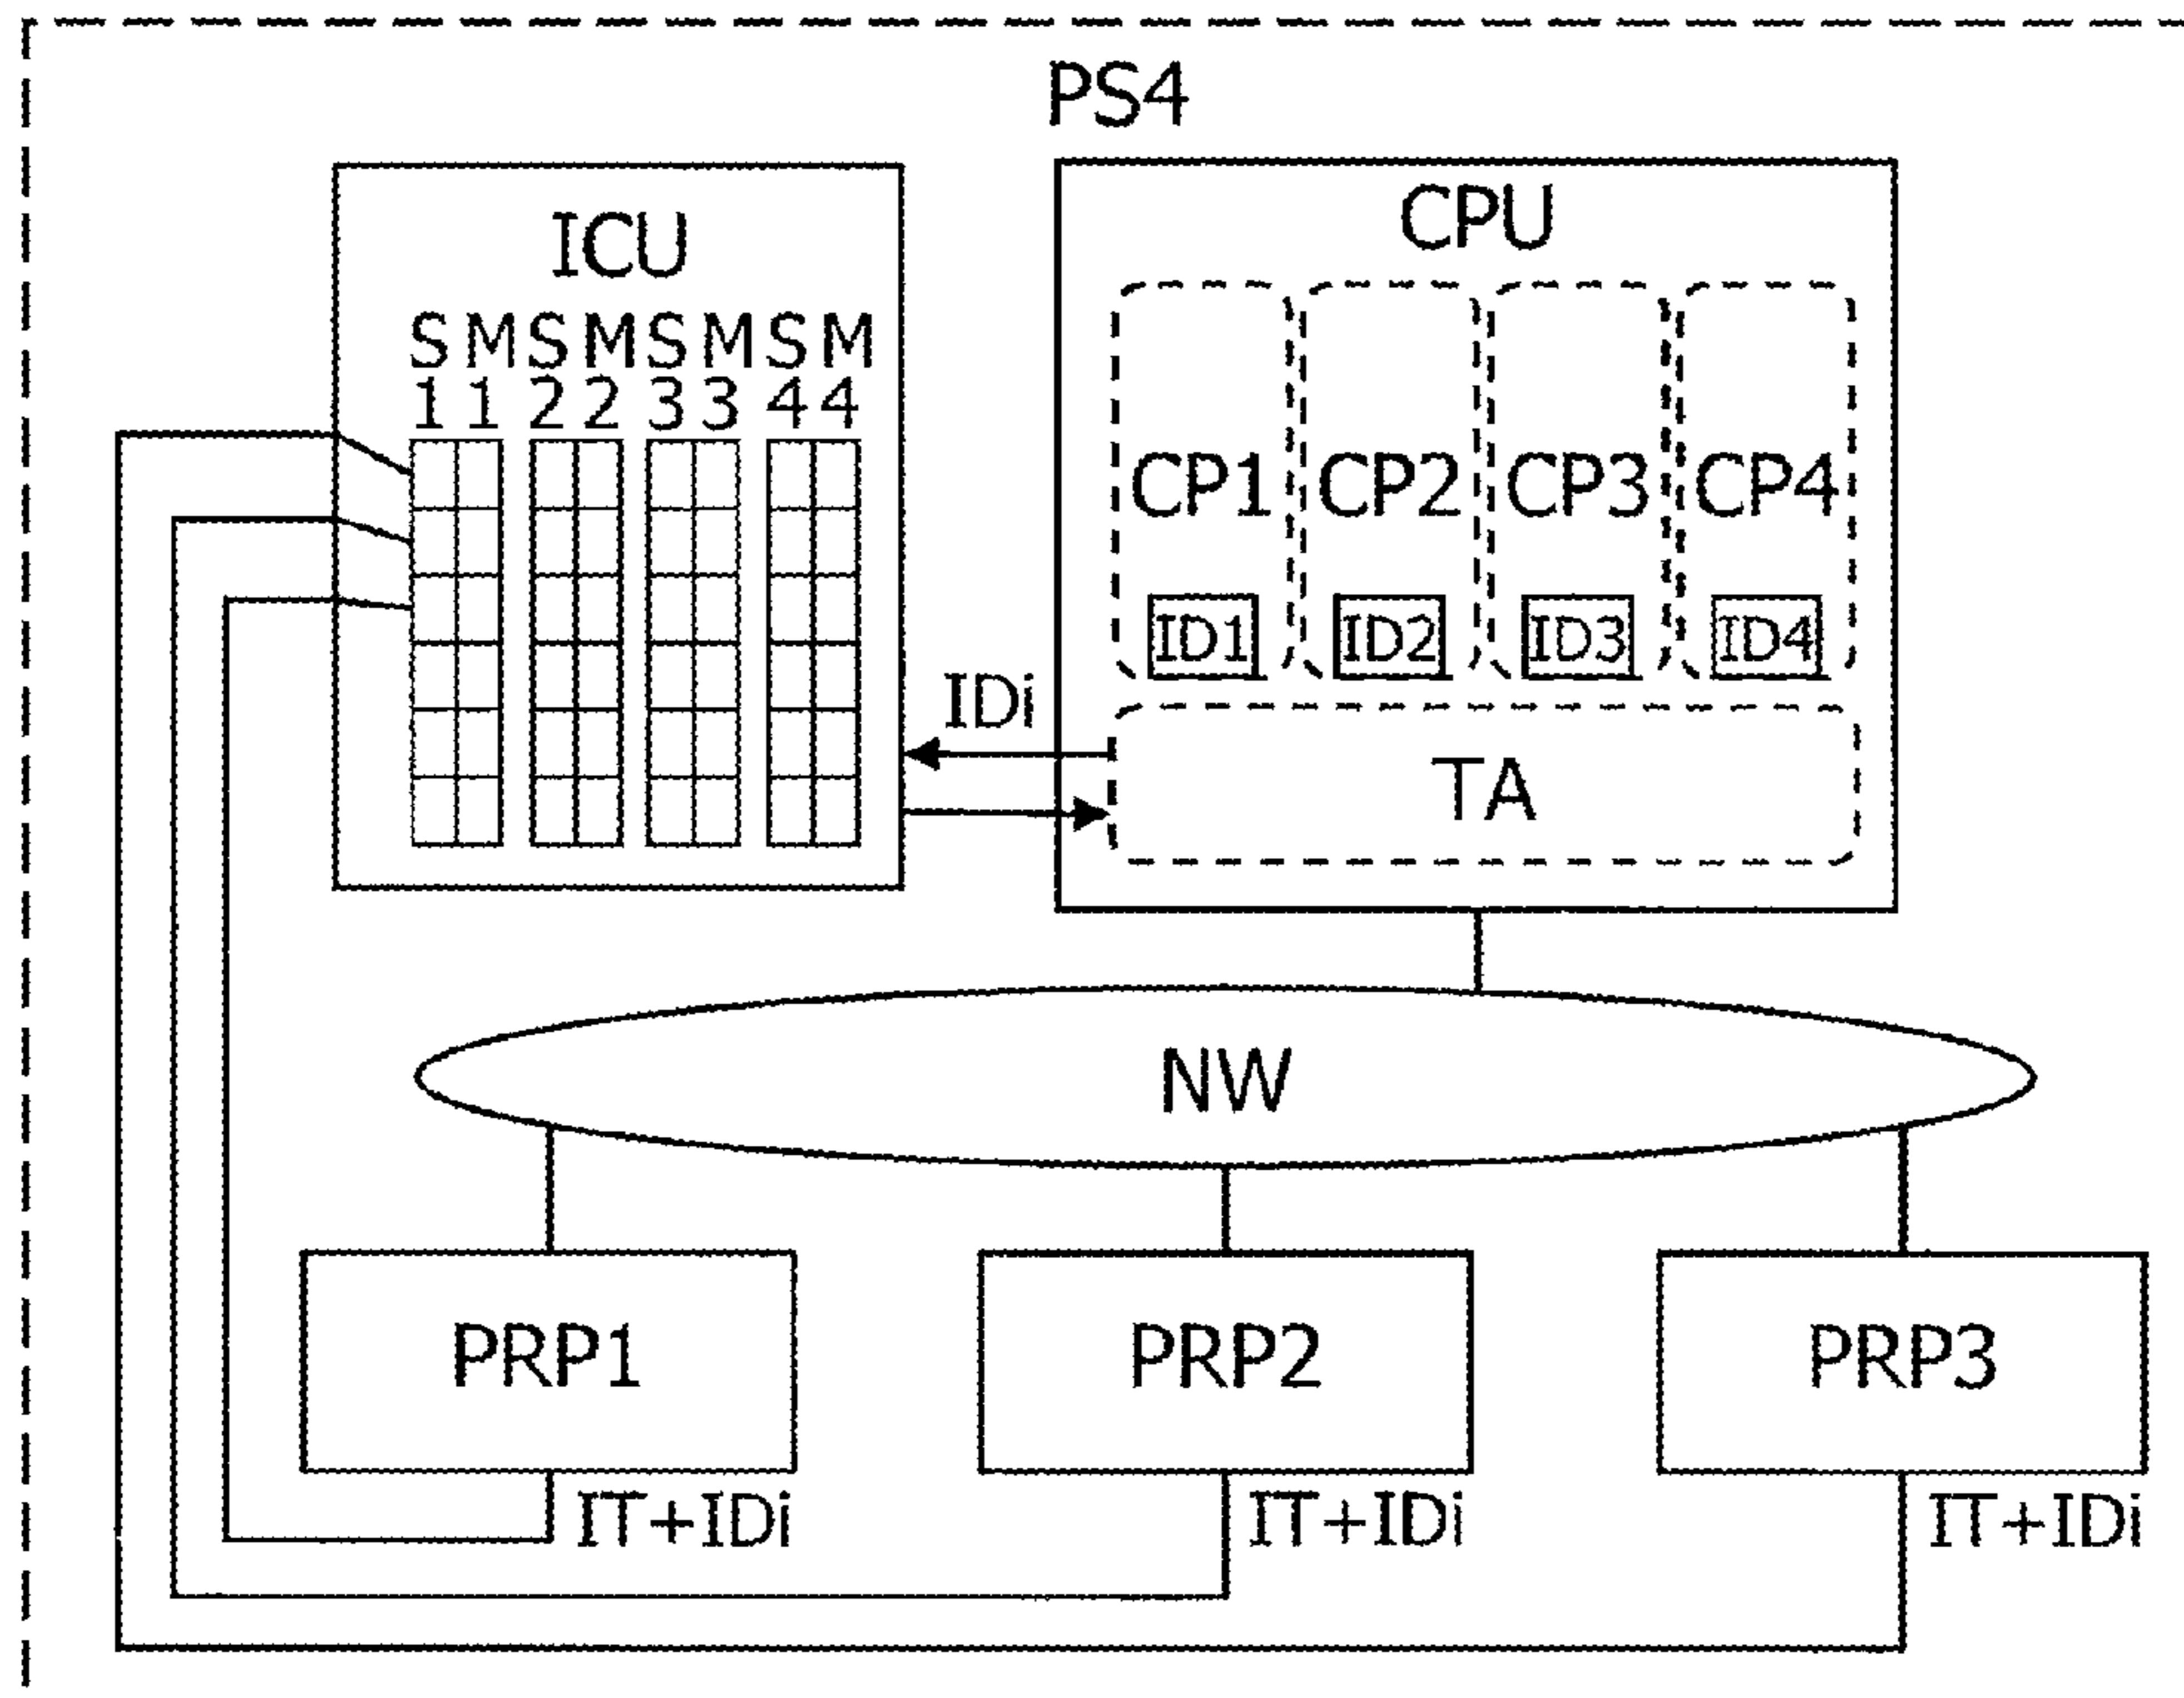 PS4
ICU
S M S M S M S M
1 1 2 2 3 3 4 4
CPU
CP1 CP2 CP3 CP4
ID1 ID2 ID3 ID4
IDi
TA
NW
PRP1 PRP2 PRP3
IT+IDi IT+IDi IT+IDi